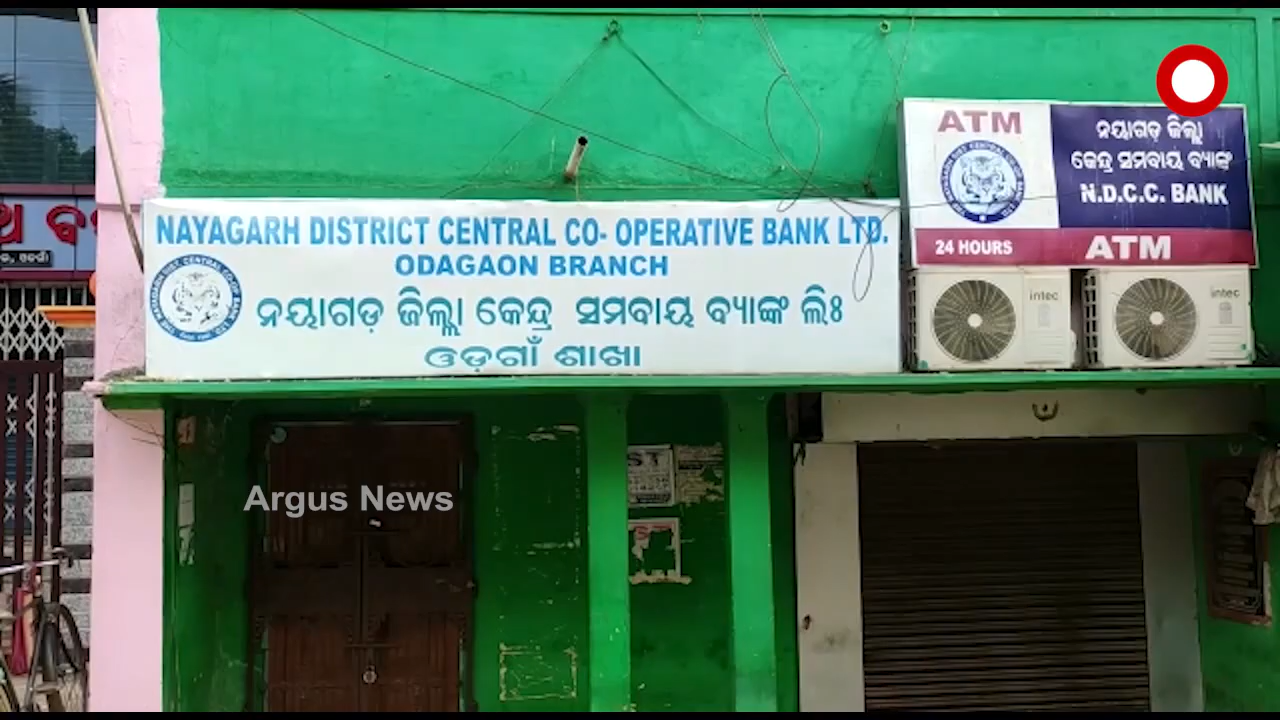 NAYAGARH DISTRICT CENTRAL CO- OPERATIVE BANK LTD.
ODAGAON BRANCH
ନୟାଗଡ଼ ଜିଲ୍ଲା କେନ୍ଦ୍ର ସମବାୟ ବ୍ୟାଙ୍କ ଲିଃ
ଓଡ଼ଗାଁ ଶାଖା
ATM
ନୟାଗଡ଼ ଜିଲ୍ଲା
କେନ୍ଦ୍ର ସମବାୟ ବ୍ୟାଙ୍କ
N.D.C.C. BANK
24 HOURS
ATM
intec
intec
Argus News